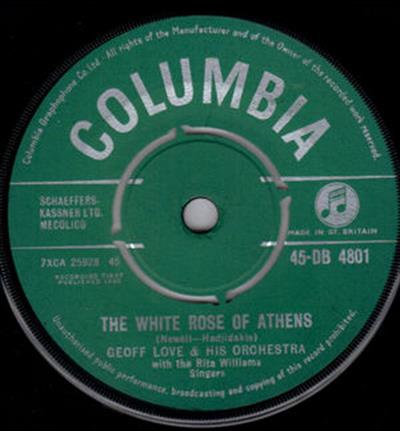 Columbia Graphophone Co. Ltd · All rights of the Manufacturer and of the Owner of the recorded work reserved.
COLUMBIA
SCHAEFFERS-
KASSNER LTD.
MECOLICO
MADE IN GT. BRITAIN
7XCA 25928 45
45-DB 4801
RECORDING FIRST
PUBLISHED
THE WHITE ROSE OF ATHENS
(Newell—Hadjidakis)
GEOFF LOVE & HIS ORCHESTRA
with the Rita Williams
Singers
Unauthorised public performance, broadcasting and copying of this record prohibited.